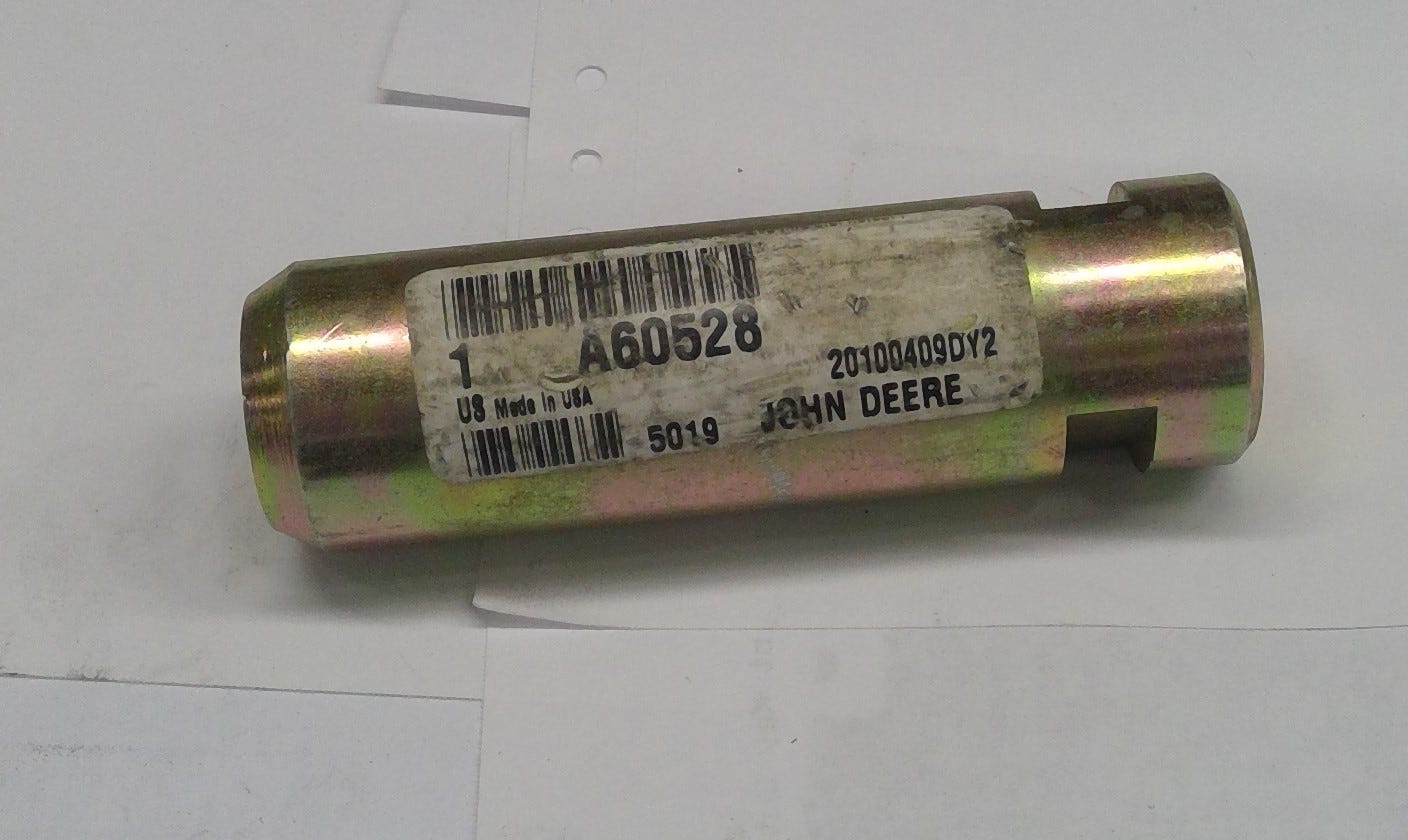 1 A60528
20100409DY2
US Made in USA
5019 JOHN DEERE